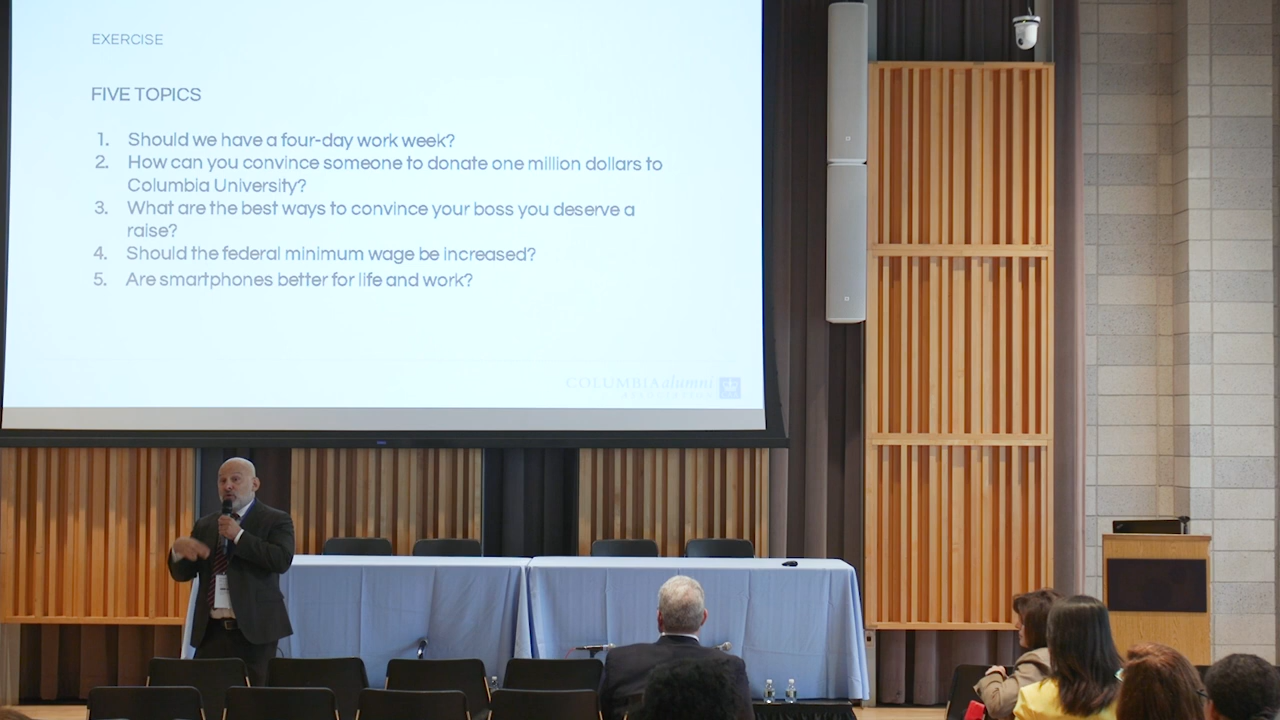 EXERCISE
FIVE TOPICS
1. Should we have a four-day work week?
2. How can you convince someone to donate one million dollars to
Columbia University?
3. What are the best ways to convince your boss you deserve a
raise?
4. Should the federal minimum wage be increased?
5. Are smartphones better for life and work?
COLUMBIA alumni